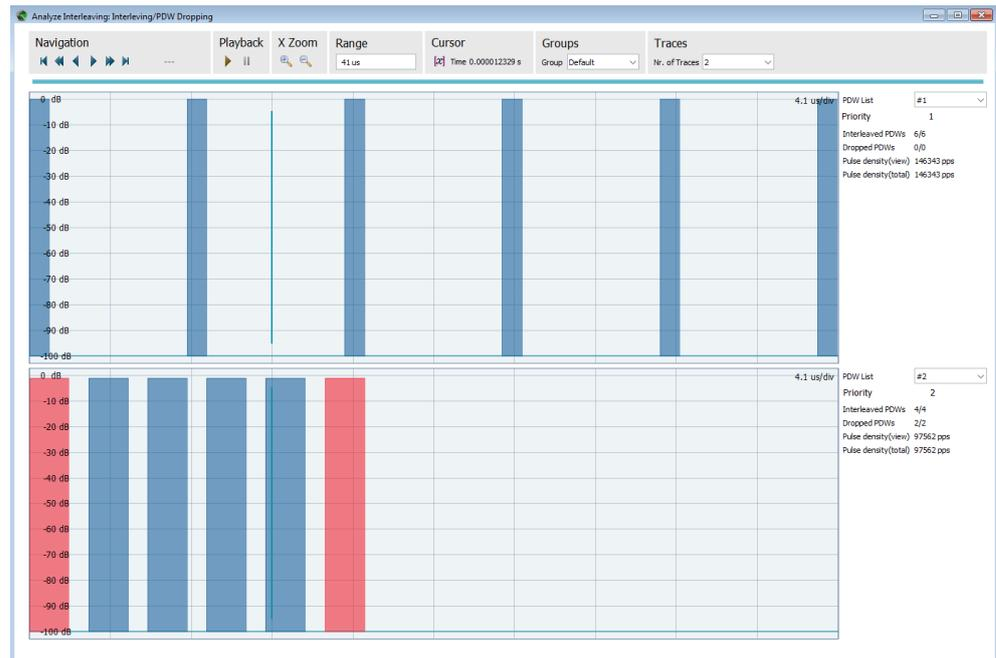 Analyze Interleaving: Interleving/PDW Dropping
Navigation Playback X Zoom Range Cursor Groups Traces
--- 41 us Time 0.000012329 s Group Default Nr. of Traces 2
0 dB
-10 dB
-20 dB
-30 dB
-40 dB
-50 dB
-60 dB
-70 dB
-80 dB
-90 dB
-100 dB
4.1 us/div
PDW List #1
Priority 1
Interleaved PDWs 6/6
Dropped PDWs 0/0
Pulse density(view) 146343 pps
Pulse density(total) 146343 pps
0 dB
-10 dB
-20 dB
-30 dB
-40 dB
-50 dB
-60 dB
-70 dB
-80 dB
-90 dB
-100 dB
4.1 us/div
PDW List #2
Priority 2
Interleaved PDWs 4/4
Dropped PDWs 2/2
Pulse density(view) 97562 pps
Pulse density(total) 97562 pps